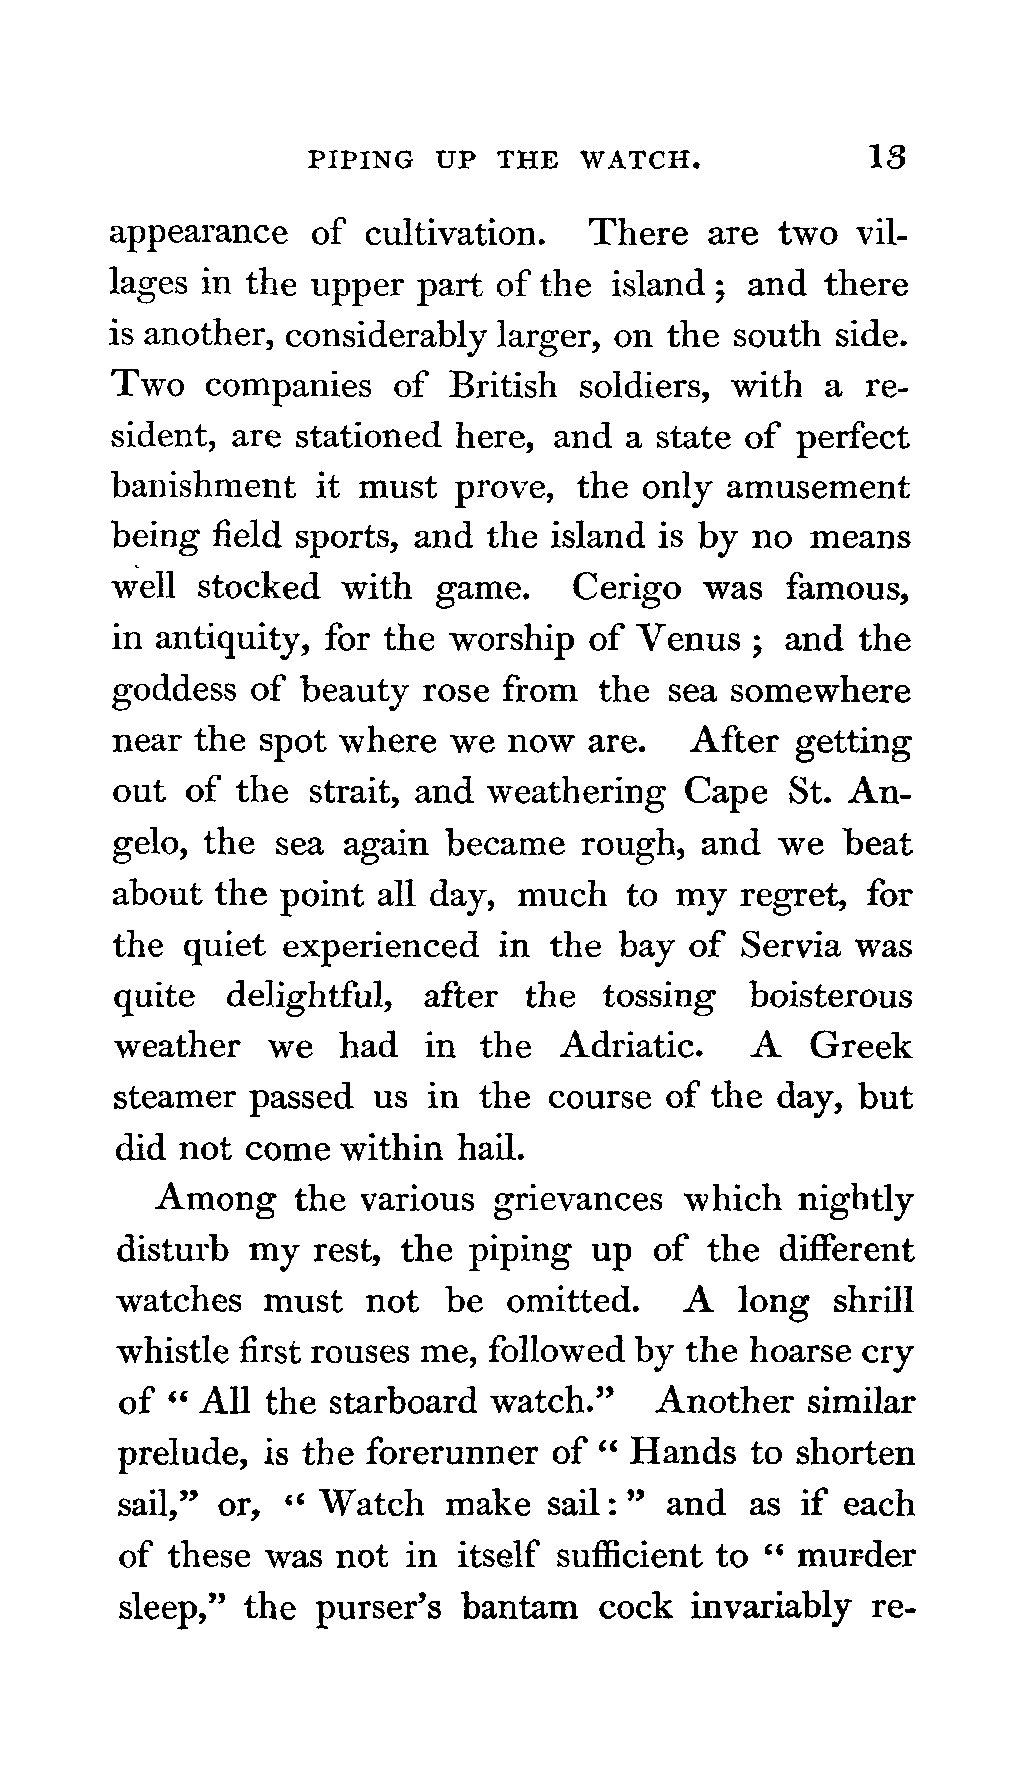 PIPING UP THE WATCH. 13
appearance of cultivation. There are two vil-
lages in the upper part of the island ; and there
is another, considerably larger, on the south side.
Two companies of British soldiers, with a re-
sident, are stationed here, and a state of perfect
banishment it must prove, the only amusement
being field sports, and the island is by no means
well stocked with game. Cerigo was famous,
in antiquity, for the worship of Venus ; and the
goddess of beauty rose from the sea somewhere
near the spot where we now are. After getting
out of the strait, and weathering Cape St. An-
gelo, the sea again became rough, and we beat
about the point all day, much to my regret, for
the quiet experienced in the bay of Servia was
quite delightful, after the tossing boisterous
weather we had in the Adriatic. A Greek
steamer passed us in the course of the day, but
did not come within hail.
Among the various grievances which nightly
disturb my rest, the piping up of the different
watches must not be omitted. A long shrill
whistle first rouses me, followed by the hoarse cry
of “ All the starboard watch.” Another similar
prelude, is the forerunner of “ Hands to shorten
sail,” or, “ Watch make sail : ” and as if each
of these was not in itself sufficient to “ murder
sleep,” the purser’s bantam cock invariably re-